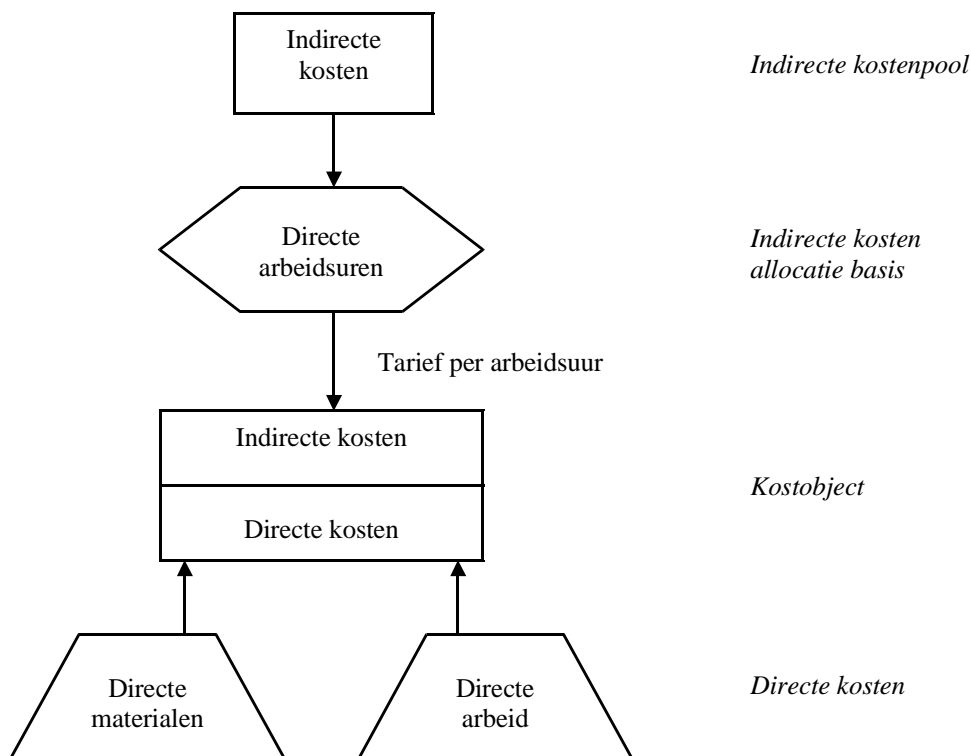 Indirecte
kosten
Indirecte kostenpool
Directe
arbeidsuren
Indirecte kosten
allocatie basis
Tarief per arbeidsuur
Indirecte kosten
Directe kosten
Kostobject
Directe
materialen
Directe
arbeid
Directe kosten